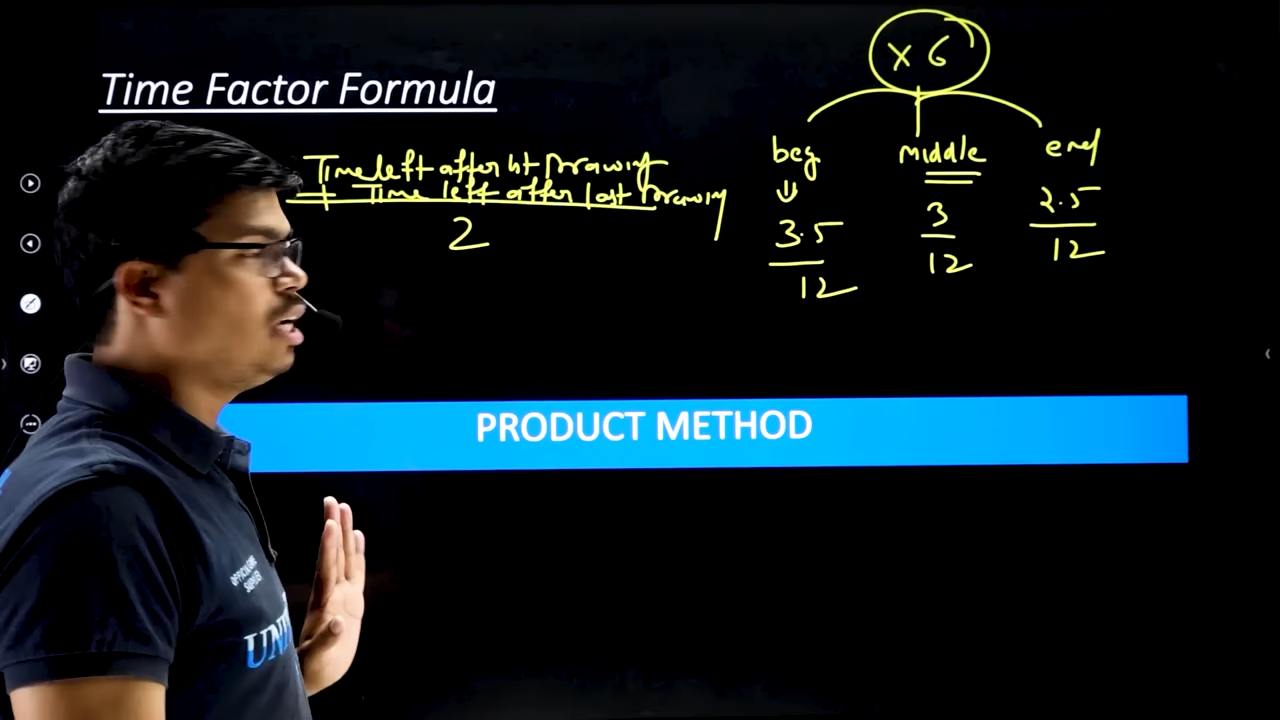 Time Factor Formula
× 6
beg middle end
Time left after 1st Drawing
+ Time left after last Drawing
2
3.5
12
3
12
2.5
12
PRODUCT METHOD